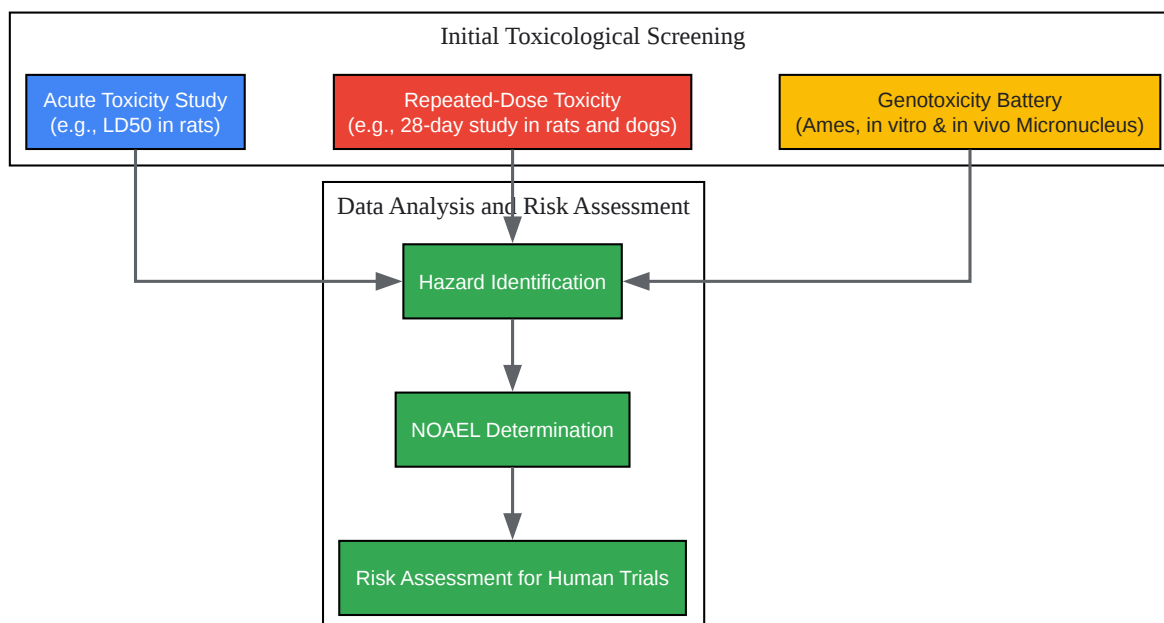 Initial Toxicological Screening
Acute Toxicity Study
(e.g., LD50 in rats)
Repeated-Dose Toxicity
(e.g., 28-day study in rats and dogs)
Genotoxicity Battery
(Ames, in vitro & in vivo Micronucleus)
Data Analysis and Risk Assessment
Hazard Identification
NOAEL Determination
Risk Assessment for Human Trials